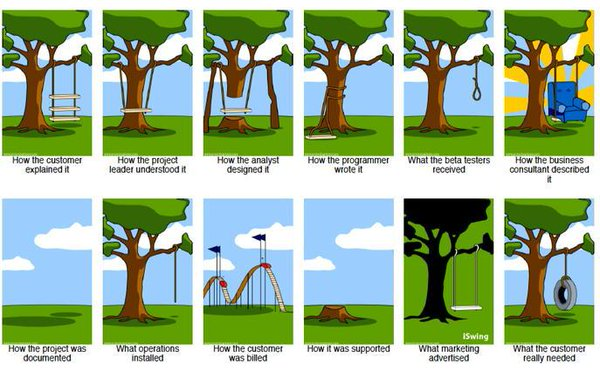 How the customer
explained it
How the project
leader understood it
How the analyst
designed it
How the programmer
wrote it
What the beta testers
received
How the business
consultant described
it
How the project was
documented
What operations
installed
How the customer
was billed
How it was supported
iSwing
What marketing
advertised
What the customer
really needed